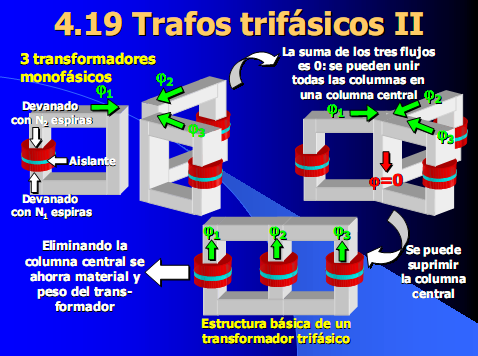 4.19 Trafos trifásicos II
3 transformadores
monofásicos
La suma de los tres flujos
es 0: se pueden unir
todas las columnas en
una columna central
φ1
φ2
φ3
Devanado
con N2 espiras
Aislante
Devanado
con N1 espiras
φ1
φ2
φ3
φ=0
Se puede
suprimir
la columna
central
φ1
φ2
φ3
Eliminando la
columna central se
ahorra material y
peso del trans-
formador
Estructura básica de un
transformador trifásico